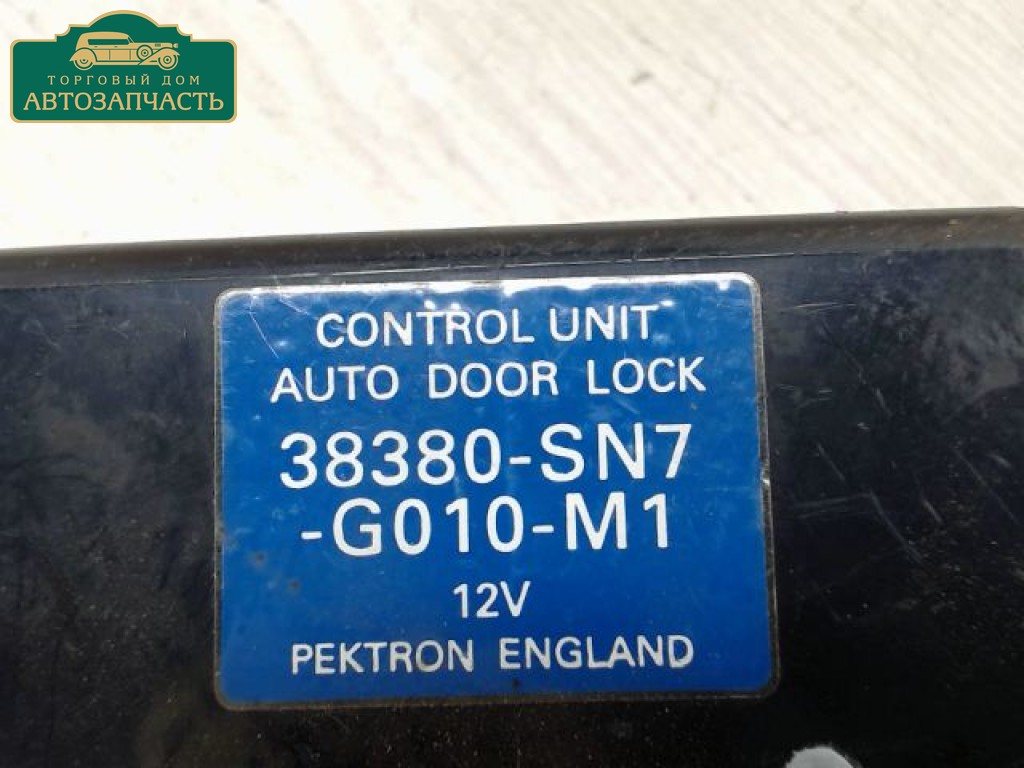 ТОРГОВЫЙ ДОМ
АВТОЗАПЧАСТЬ
CONTROL UNIT
AUTO DOOR LOCK
38380-SN7
-G010-M1
12V
PEKTRON ENGLAND